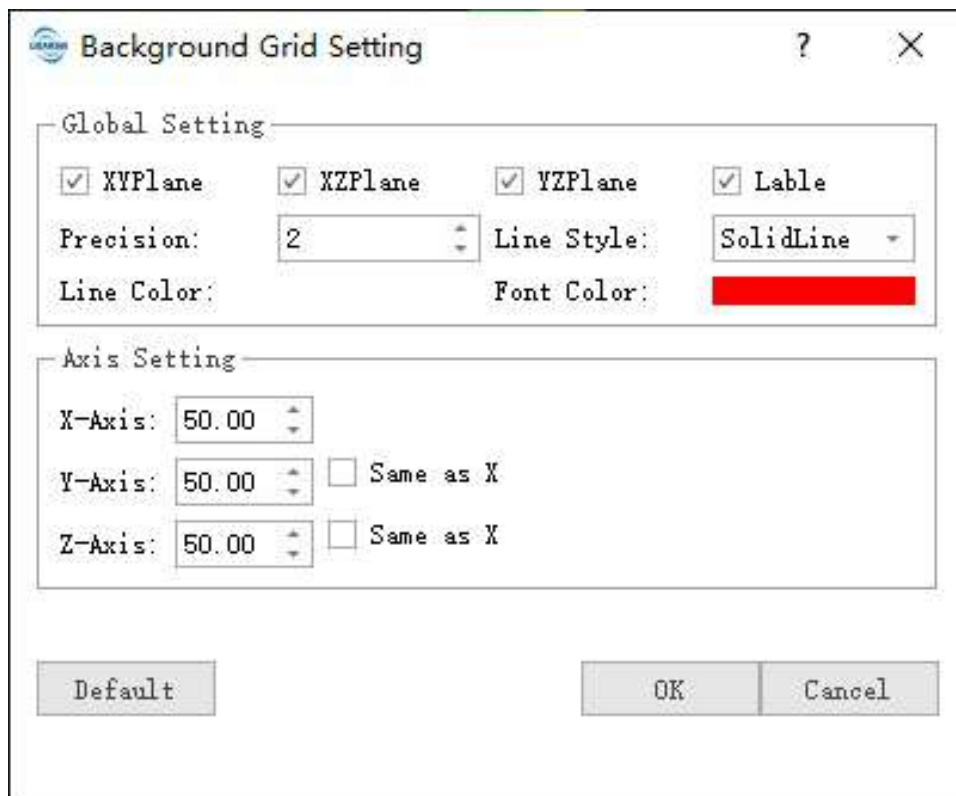 Background Grid Setting ?
Global Setting
XYPlane XZPlane YZPlane Lable
Precision: 2 Line Style: SolidLine
Line Color: Font Color:
Axis Setting
X-Axis: 50.00
Y-Axis: 50.00 Same as X
Z-Axis: 50.00 Same as X
Default OK Cancel